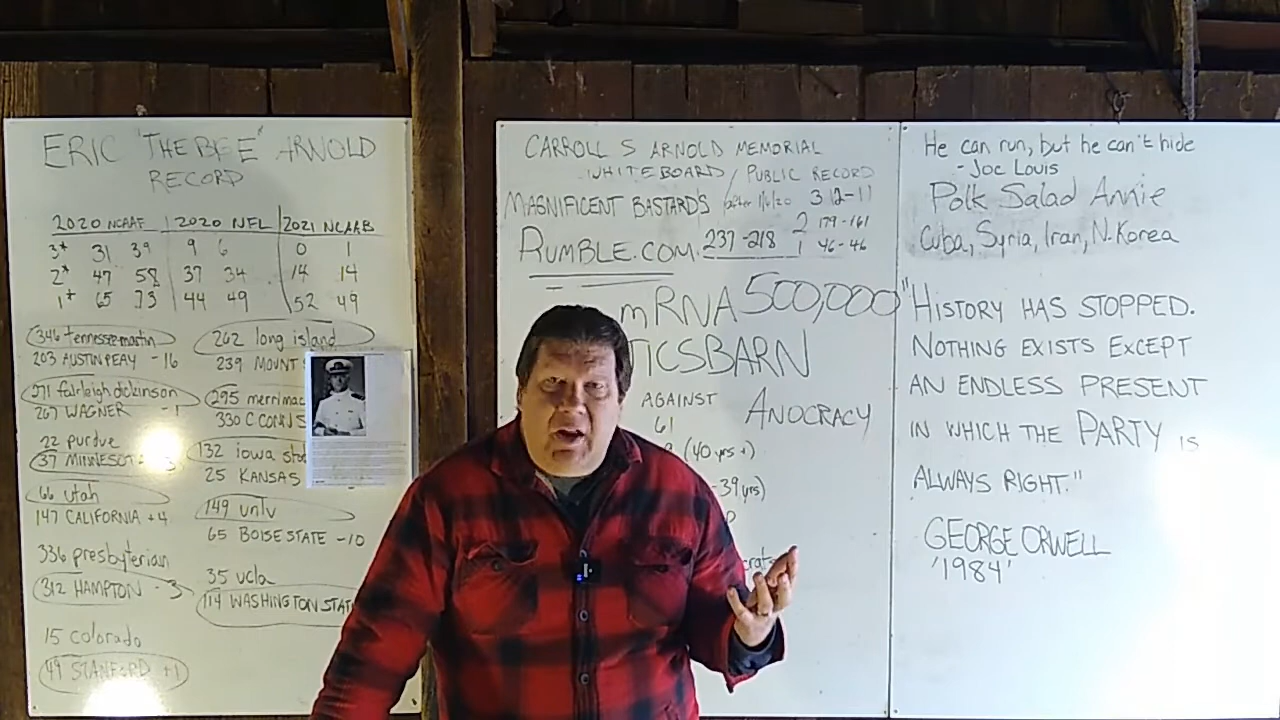 ERIC "THE BEE" ARNOLD
RECORD
2020 NCAAF 2020 NFL 2021 NCAAB
3* 31 39 9 6 0 1
2* 47 58 37 34 14 14
1* 65 73 44 49 52 49
346 tennessee martin
203 AUSTIN PEAY -16
271 fairleigh dickinson
267 WAGNER -1
22 purdue
37 MINNESOTA
66 utah
147 CALIFORNIA +4
336 presbyterian
312 HAMPTON -3
15 colorado
49 STANFORD +1
262 long island
239 MOUNT
295 merrimac
330 C CONN S
132 iowa sta
25 KANSAS
149 unlv
65 BOISE STATE -10
35 ucla
114 WASHINGTON STAT
CARROLL S ARNOLD MEMORIAL
WHITEBOARD / PUBLIC RECORD
MAGNIFICENT BASTARDS 3 12-11
2 179-161
RUMBLE.COM 237-218 1 46-46
mRNA 500,000
TICSBARN
AGAINST
ANOCRACY
61
(40 yrs +)
-39 yrs)
crats
He can run, but he can't hide
- Joe Louis
Polk Salad Annie
Cuba, Syria, Iran, N. Korea
"HISTORY HAS STOPPED.
NOTHING EXISTS EXCEPT
AN ENDLESS PRESENT
IN WHICH THE PARTY IS
ALWAYS RIGHT."
GEORGE ORWELL
'1984'